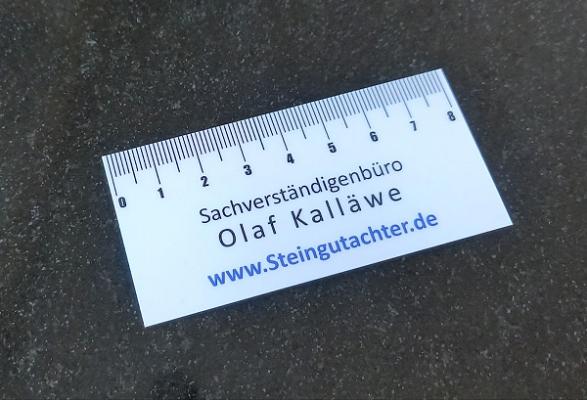 0 1 2 3 4 5 6 7 8
Sachverständigenbüro
Olaf Kalläwe
www.Steingutachter.de